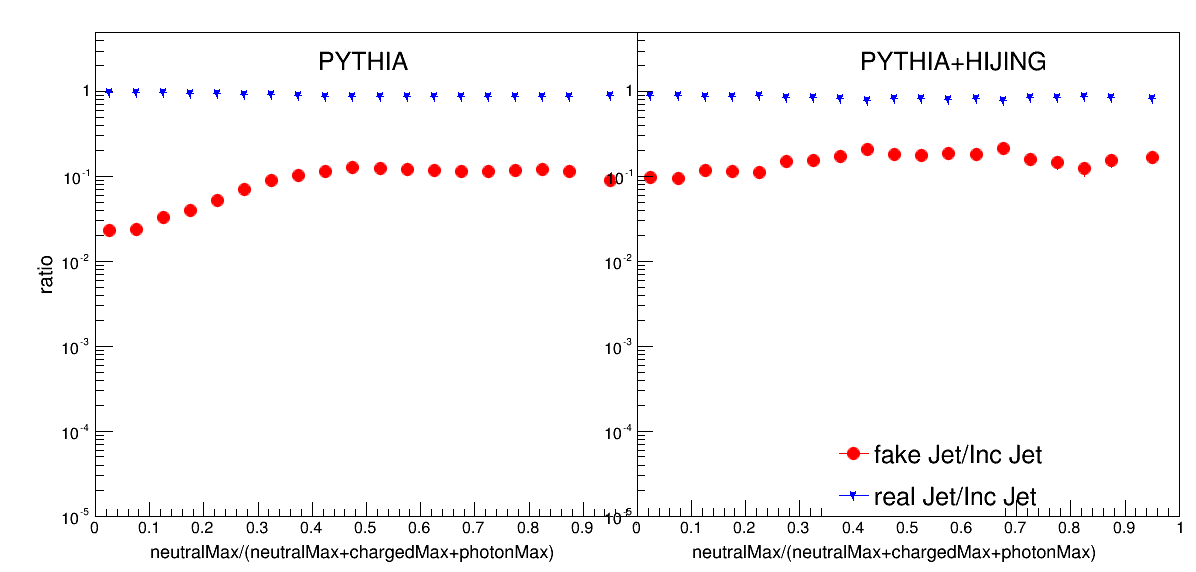 PYTHIA
PYTHIA+HIJING
ratio
1
10^-1
10^-2
10^-3
10^-4
10^-5
0 0.1 0.2 0.3 0.4 0.5 0.6 0.7 0.8 0.9
neutralMax/(neutralMax+chargedMax+photonMax)
1
10^-1
10^-2
10^-3
10^-4
10^-5
fake Jet/Inc Jet
real Jet/Inc Jet
0 0.1 0.2 0.3 0.4 0.5 0.6 0.7 0.8 0.9 1
neutralMax/(neutralMax+chargedMax+photonMax)